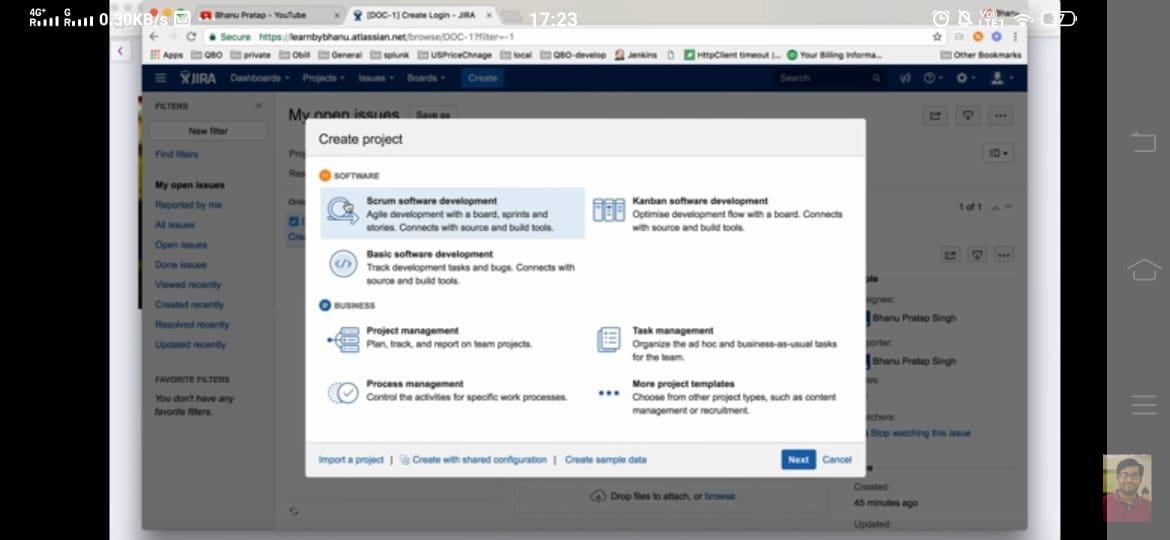 4G+ G 0.30KB/s
17:23
Bhanu Pratap - YouTube × [DOC-1] Create Login - JIRA ×
Secure https://learnbybhanu.atlassian.net/browse/DOC-1?filter=-1
Apps QBO private Obill General splunk USPriceChnage local QBO-develop Jenkins HttpClient timeout |... Your Billing Informa... Other Bookmarks
JIRA Dashboards Projects Issues Boards Create Search
FILTERS
New filter
Find filters
My open issues
Reported by me
All issues
Open issues
Done issues
Viewed recently
Created recently
Resolved recently
Updated recently
FAVORITE FILTERS
You don't have any
favorite filters.
My open issues Save as
Create project
SOFTWARE
Scrum software development
Agile development with a board, sprints and
stories. Connects with source and build tools.
Kanban software development
Optimise development flow with a board. Connects
with source and build tools.
Basic software development
Track development tasks and bugs. Connects with
source and build tools.
BUSINESS
Project management
Plan, track, and report on team projects.
Task management
Organize the ad hoc and business-as-usual tasks
for the team.
Process management
Control the activities for specific work processes.
More project templates
Choose from other project types, such as content
management or recruitment.
Import a project | Create with shared configuration | Create sample data Next Cancel
1 of 1
Bhanu Pratap Singh
Bhanu Pratap Singh
Stop watching this issue
Created:
45 minutes ago
Updated:
Drop files to attach, or browse.